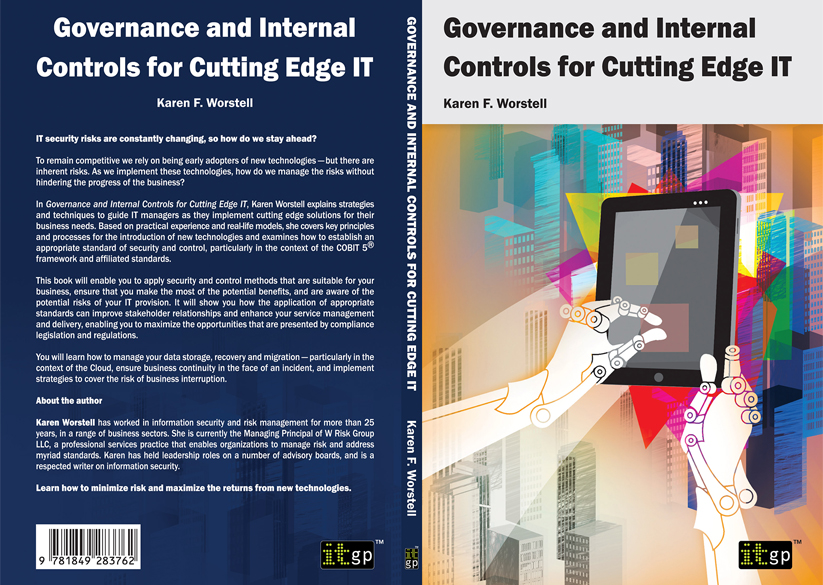 Governance and Internal
Controls for Cutting Edge IT
Karen F. Worstell
IT security risks are constantly changing, so how do we stay ahead?
To remain competitive we rely on being early adopters of new technologies — but there are
inherent risks. As we implement these technologies, how do we manage the risks without
hindering the progress of the business?
In Governance and Internal Controls for Cutting Edge IT, Karen Worstell explains strategies
and techniques to guide IT managers as they implement cutting edge solutions for their
business needs. Based on practical experience and real-life models, she covers key principles
and processes for the introduction of new technologies and examines how to establish an
appropriate standard of security and control, particularly in the context of the COBIT 5®
framework and affiliated standards.
This book will enable you to apply security and control methods that are suitable for your
business, ensure that you make the most of the potential benefits, and are aware of the
potential risks of your IT provision. It will show you how the application of appropriate
standards can improve stakeholder relationships and enhance your service management
and delivery, enabling you to maximize the opportunities that are presented by compliance
legislation and regulations.
You will learn how to manage your data storage, recovery and migration — particularly in the
context of the Cloud, ensure business continuity in the face of an incident, and implement
strategies to cover the risk of business interruption.
About the author
Karen Worstell has worked in information security and risk management for more than 25
years, in a range of business sectors. She is currently the Managing Principal of W Risk Group
LLC, a professional services practice that enables organizations to manage risk and address
myriad standards. Karen has held leadership roles on a number of advisory boards, and is a
respected writer on information security.
Learn how to minimize risk and maximize the returns from new technologies.
9 781849 283762
itgp™
GOVERNANCE AND INTERNAL CONTROLS FOR CUTTING EDGE IT
Karen F. Worstell
itgp
Governance and Internal
Controls for Cutting Edge IT
Karen F. Worstell
itgp™